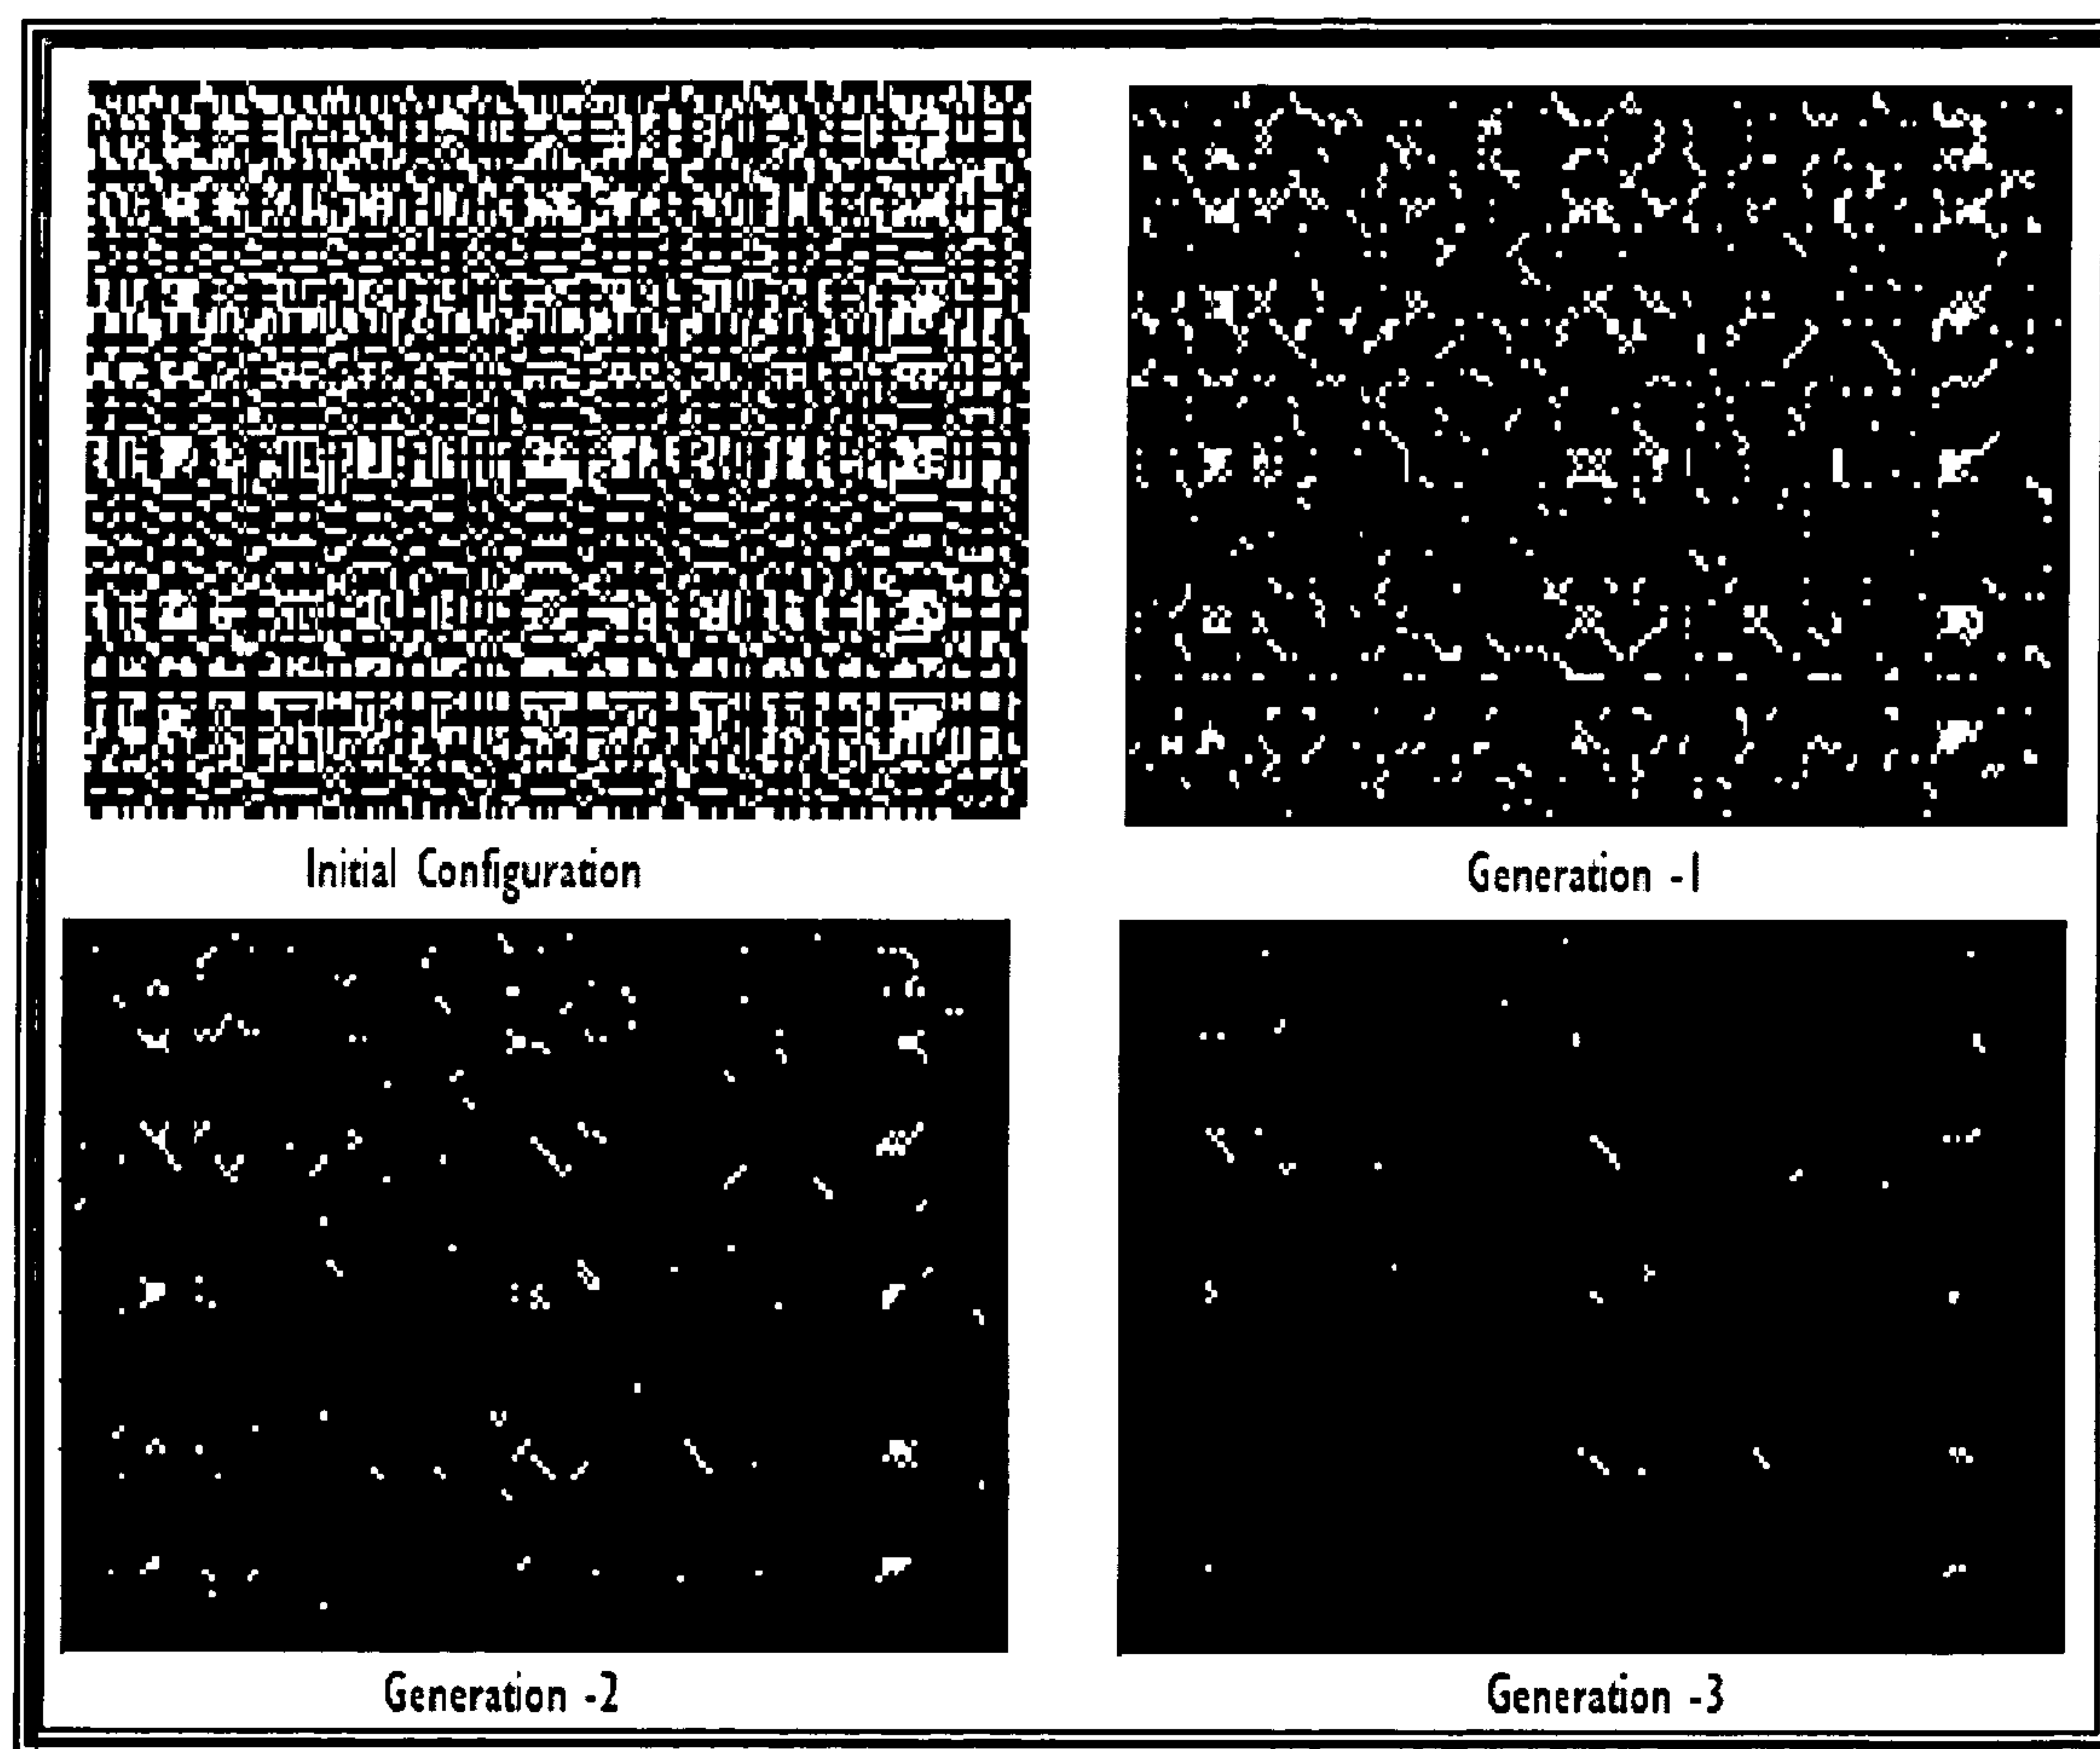 Initial Configuration
Generation -1
Generation -2
Generation -3